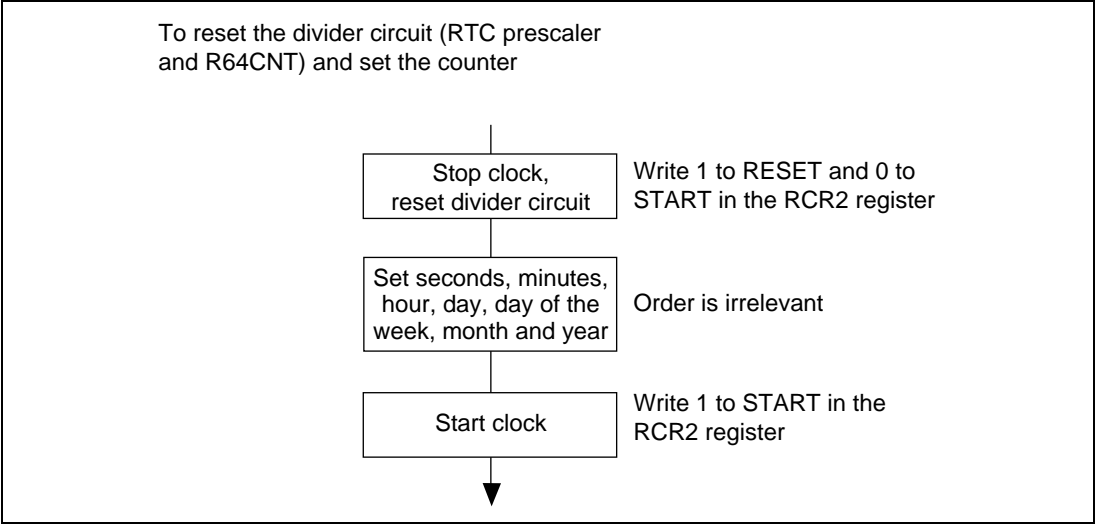 To reset the divider circuit (RTC prescaler
and R64CNT) and set the counter
Stop clock,
reset divider circuit
Write 1 to RESET and 0 to
START in the RCR2 register
Set seconds, minutes,
hour, day, day of the
week, month and year
Order is irrelevant
Start clock
Write 1 to START in the
RCR2 register